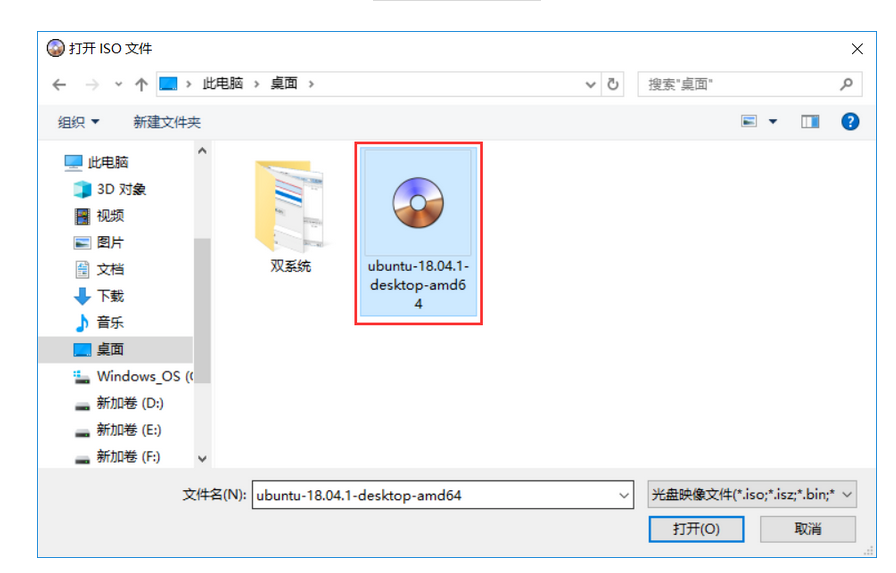 打开 ISO 文件
此电脑 › 桌面 ›
搜索"桌面"
组织
新建文件夹
此电脑
3D 对象
视频
图片
文档
下载
音乐
桌面
Windows_OS (
新加卷 (D:)
新加卷 (E:)
新加卷 (F:)
双系统
ubuntu-18.04.1-
desktop-amd6
4
文件名(N):
ubuntu-18.04.1-desktop-amd64
光盘映像文件(*.iso;*.isz;*.bin;*
打开(O)
取消